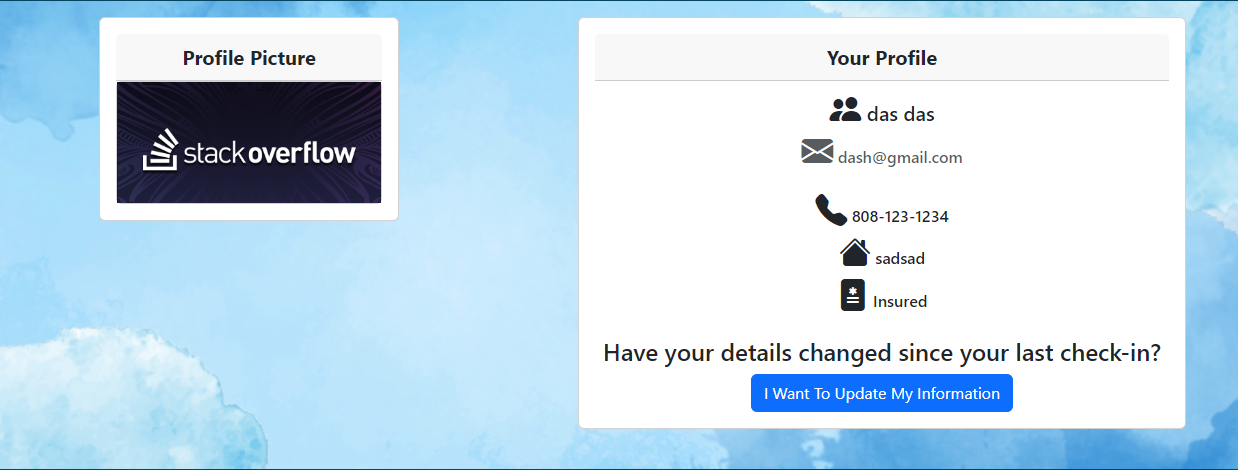 Profile Picture
stackoverflow
Your Profile
das das
dash@gmail.com
808-123-1234
sadsad
Insured
Have your details changed since your last check-in?
I Want To Update My Information